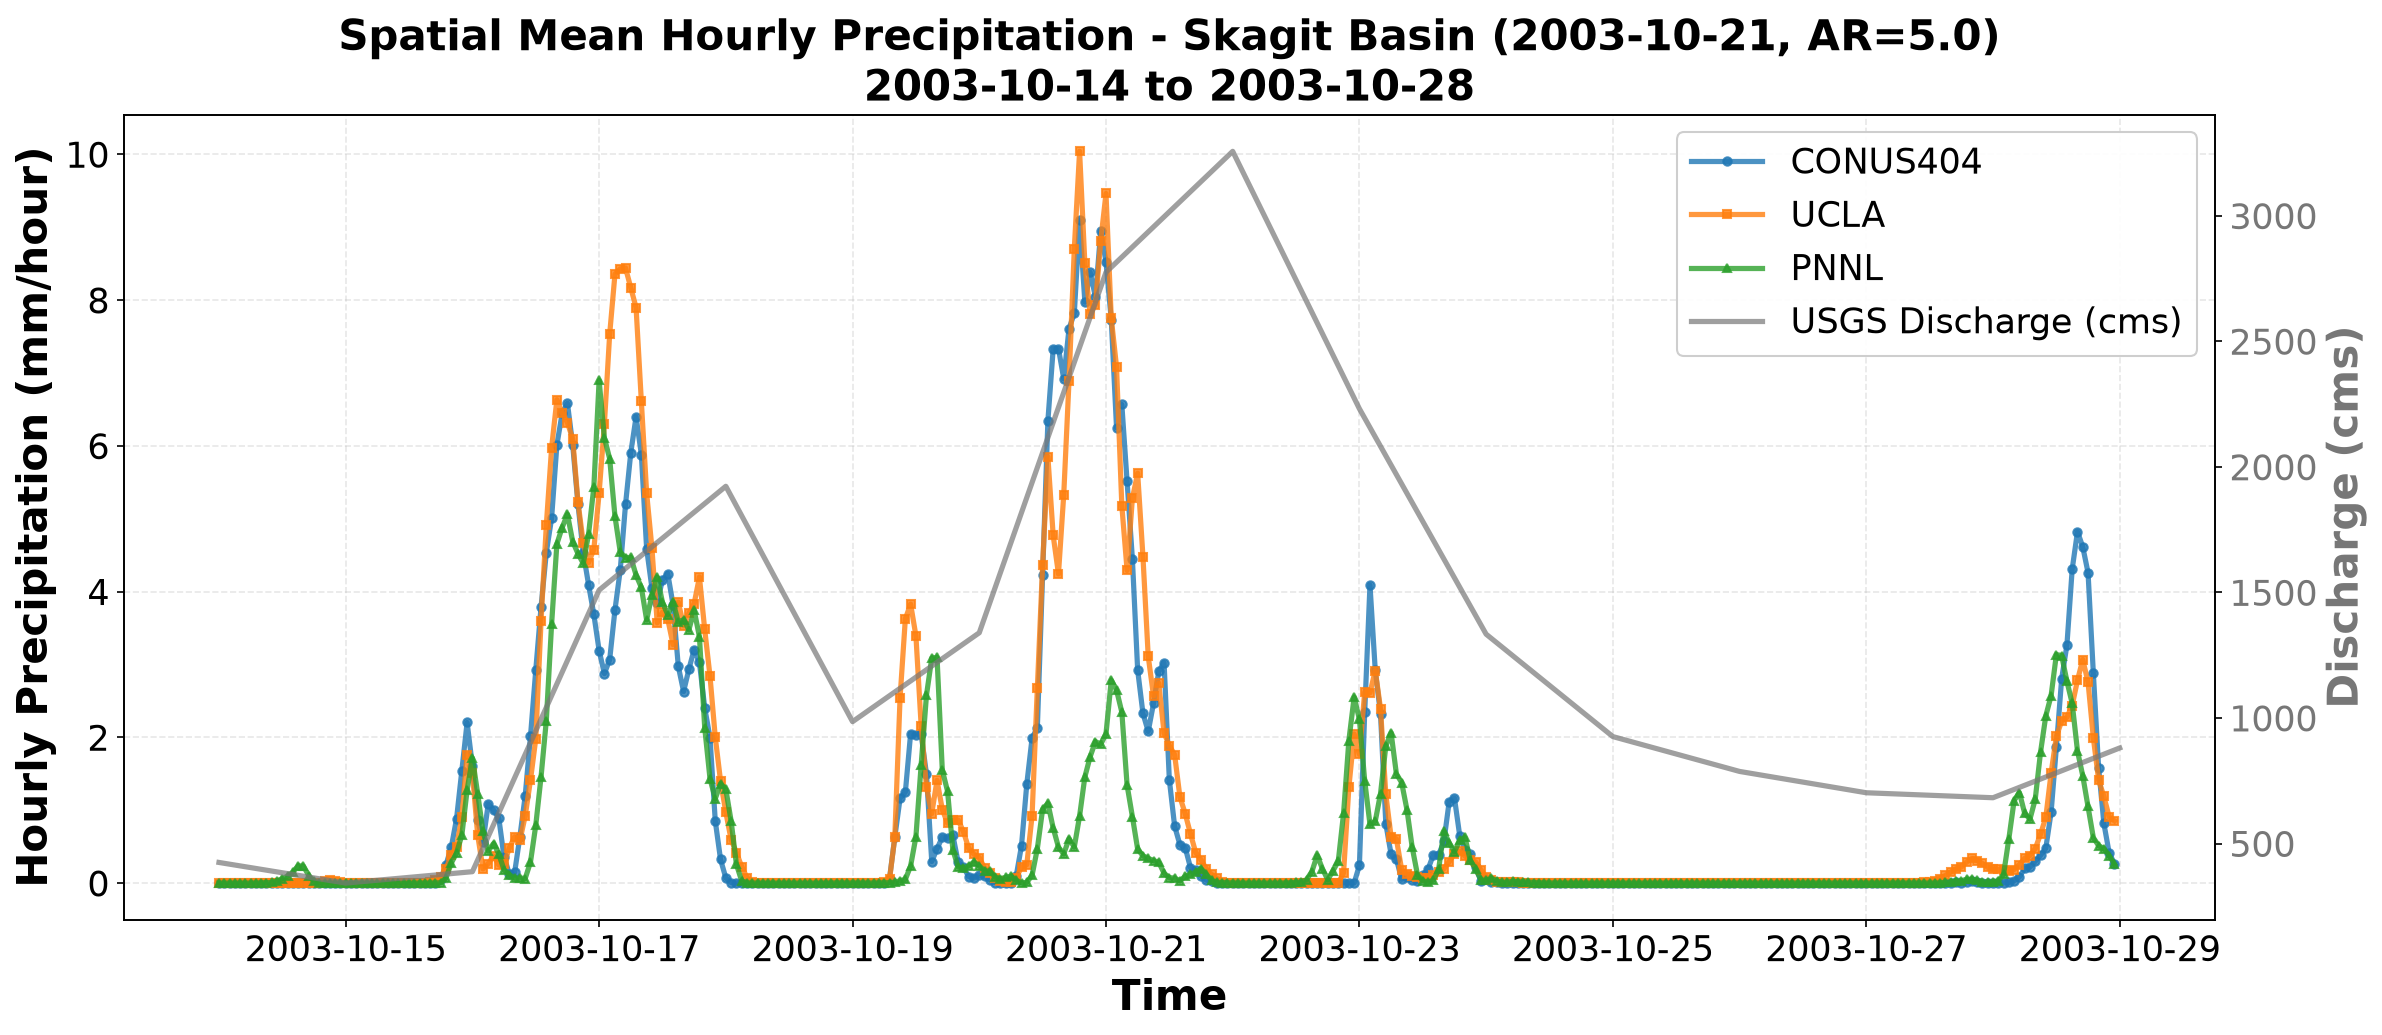 Spatial Mean Hourly Precipitation - Skagit Basin (2003-10-21, AR=5.0)
2003-10-14 to 2003-10-28
Hourly Precipitation (mm/hour)
10
8
6
4
2
0
CONUS404
UCLA
PNNL
USGS Discharge (cms)
3000
2500
2000
1500
1000
500
Discharge (cms)
2003-10-15
2003-10-17
2003-10-19
2003-10-21
2003-10-23
2003-10-25
2003-10-27
2003-10-29
Time